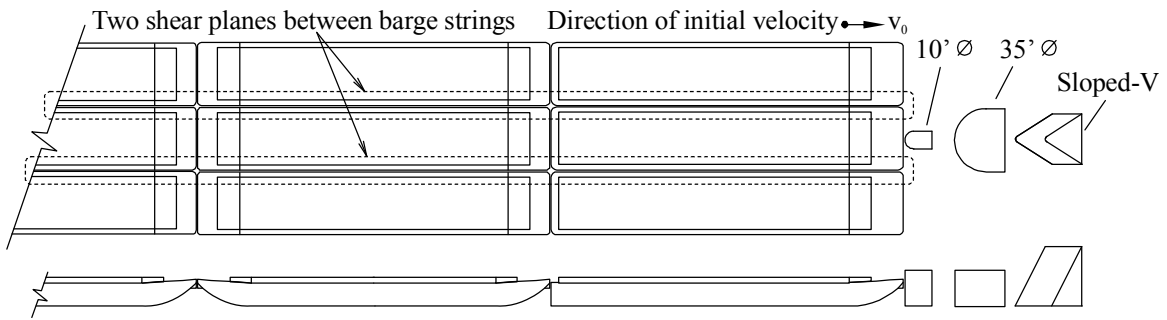 Two shear planes between barge strings
Direction of initial velocity
v₀
10’ Ø
35’ Ø
Sloped-V